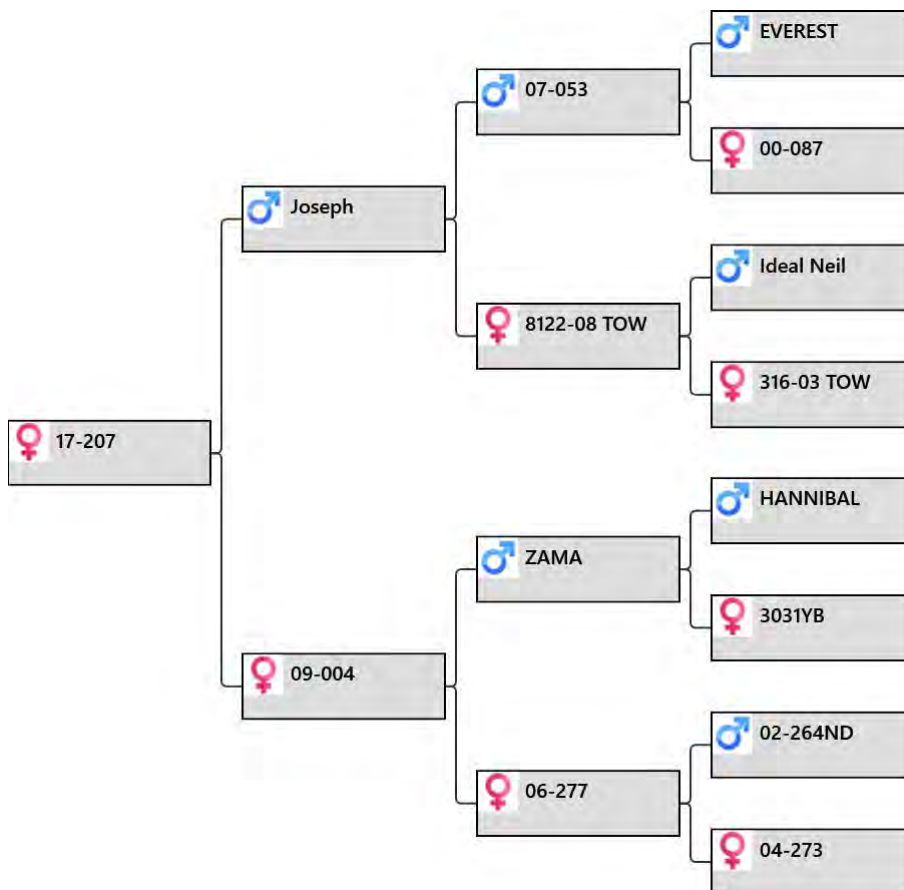 EVEREST
07-053
00-087
Joseph
Ideal Neil
8122-08 TOW
316-03 TOW
17-207
HANNIBAL
ZAMA
3031YB
09-004
02-264ND
06-277
04-273